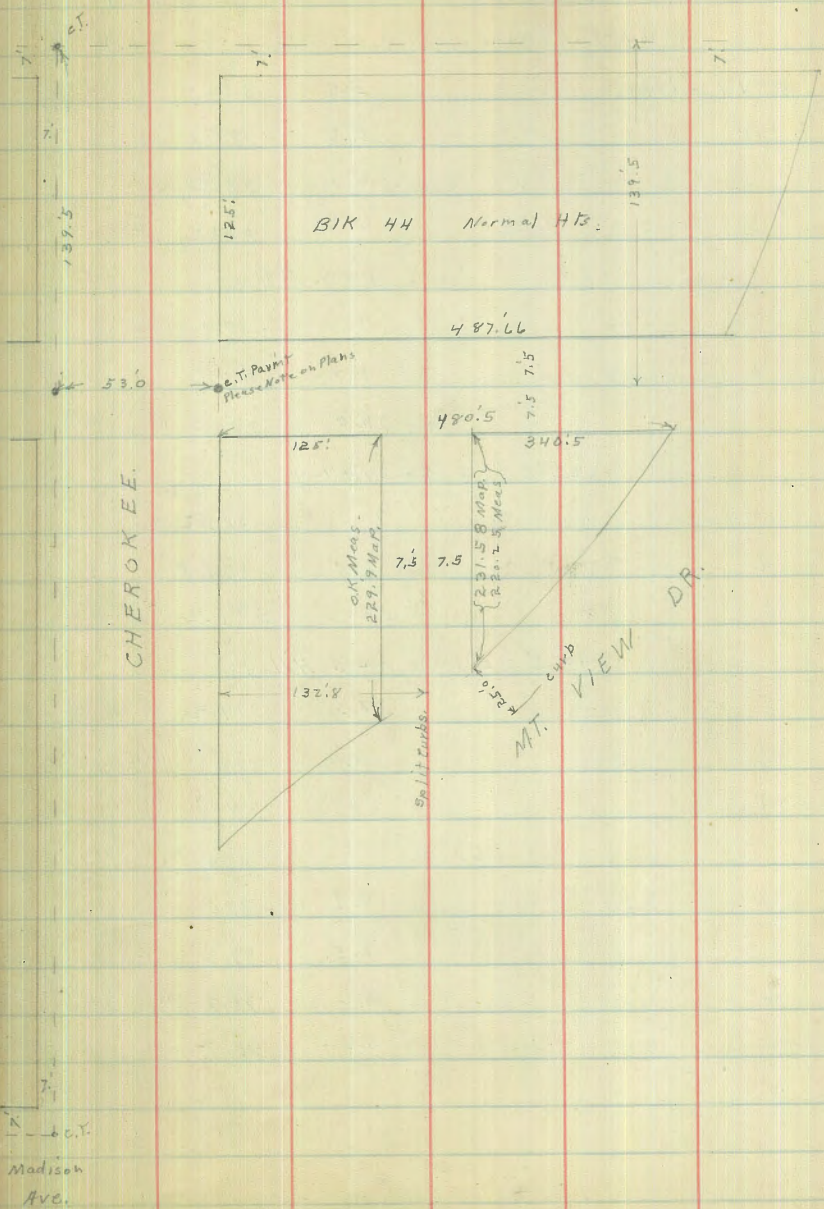 c.T.
7'
7'
7'
7.
139.5
139.5
125'
Blk 44 Normal Hts.
487.66
53.0
c.T. Pavmt
Please Note on Plans
7.5 7.5
480.5
125'
340.5
CHEROKEE.
O.K Meas.
229.9 Map.
7.5 7.5
231.58 Map
220.25 Meas
132.8
Split Curbs.
25.0
Curb
MT. VIEW DR.
7.
7'
c.T.
Madison
Ave.